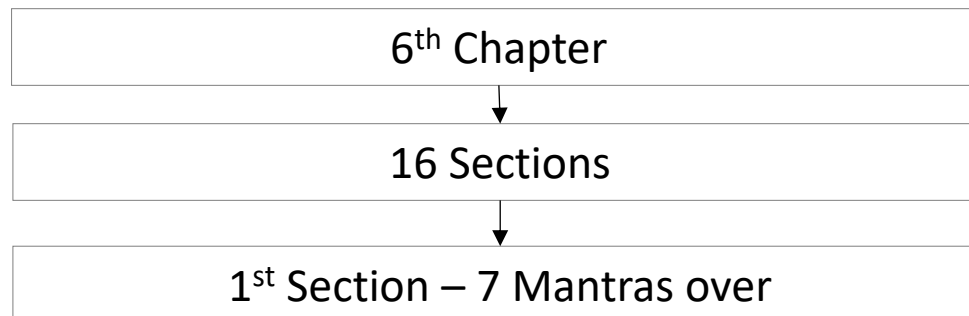 6th Chapter
16 Sections
1st Section – 7 Mantras over